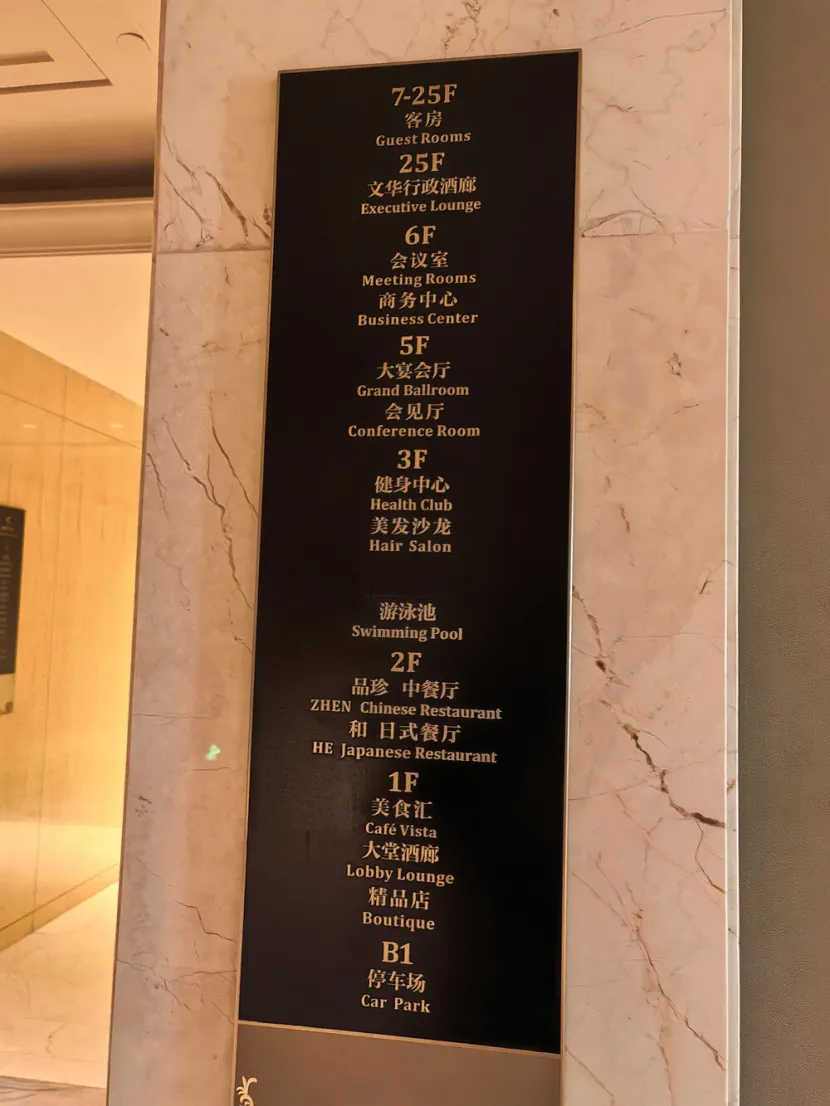 7-25F
客房
Guest Rooms
25F
文华行政酒廊
Executive Lounge
6F
会议室
Meeting Rooms
商务中心
Business Center
5F
大宴会厅
Grand Ballroom
会见厅
Conference Room
3F
健身中心
Health Club
美发沙龙
Hair Salon
游泳池
Swimming Pool
2F
品珍 中餐厅
ZHEN Chinese Restaurant
和 日式餐厅
HE Japanese Restaurant
1F
美食汇
Café Vista
大堂酒廊
Lobby Lounge
精品店
Boutique
B1
停车场
Car Park